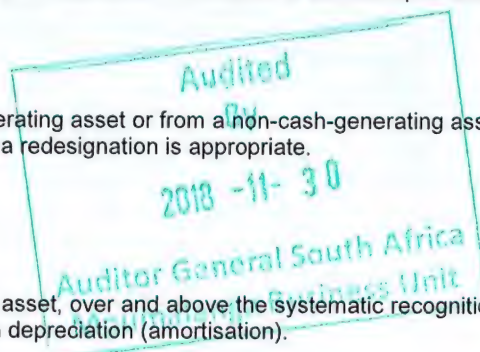 Audited
By
erating asset or from a non-cash-generating ass
a redesignation is appropriate.
2018 -11- 30
Auditor General South Africa
asset, over and above the systematic recogniti
Mpumalanga Business Unit
depreciation (amortisation).